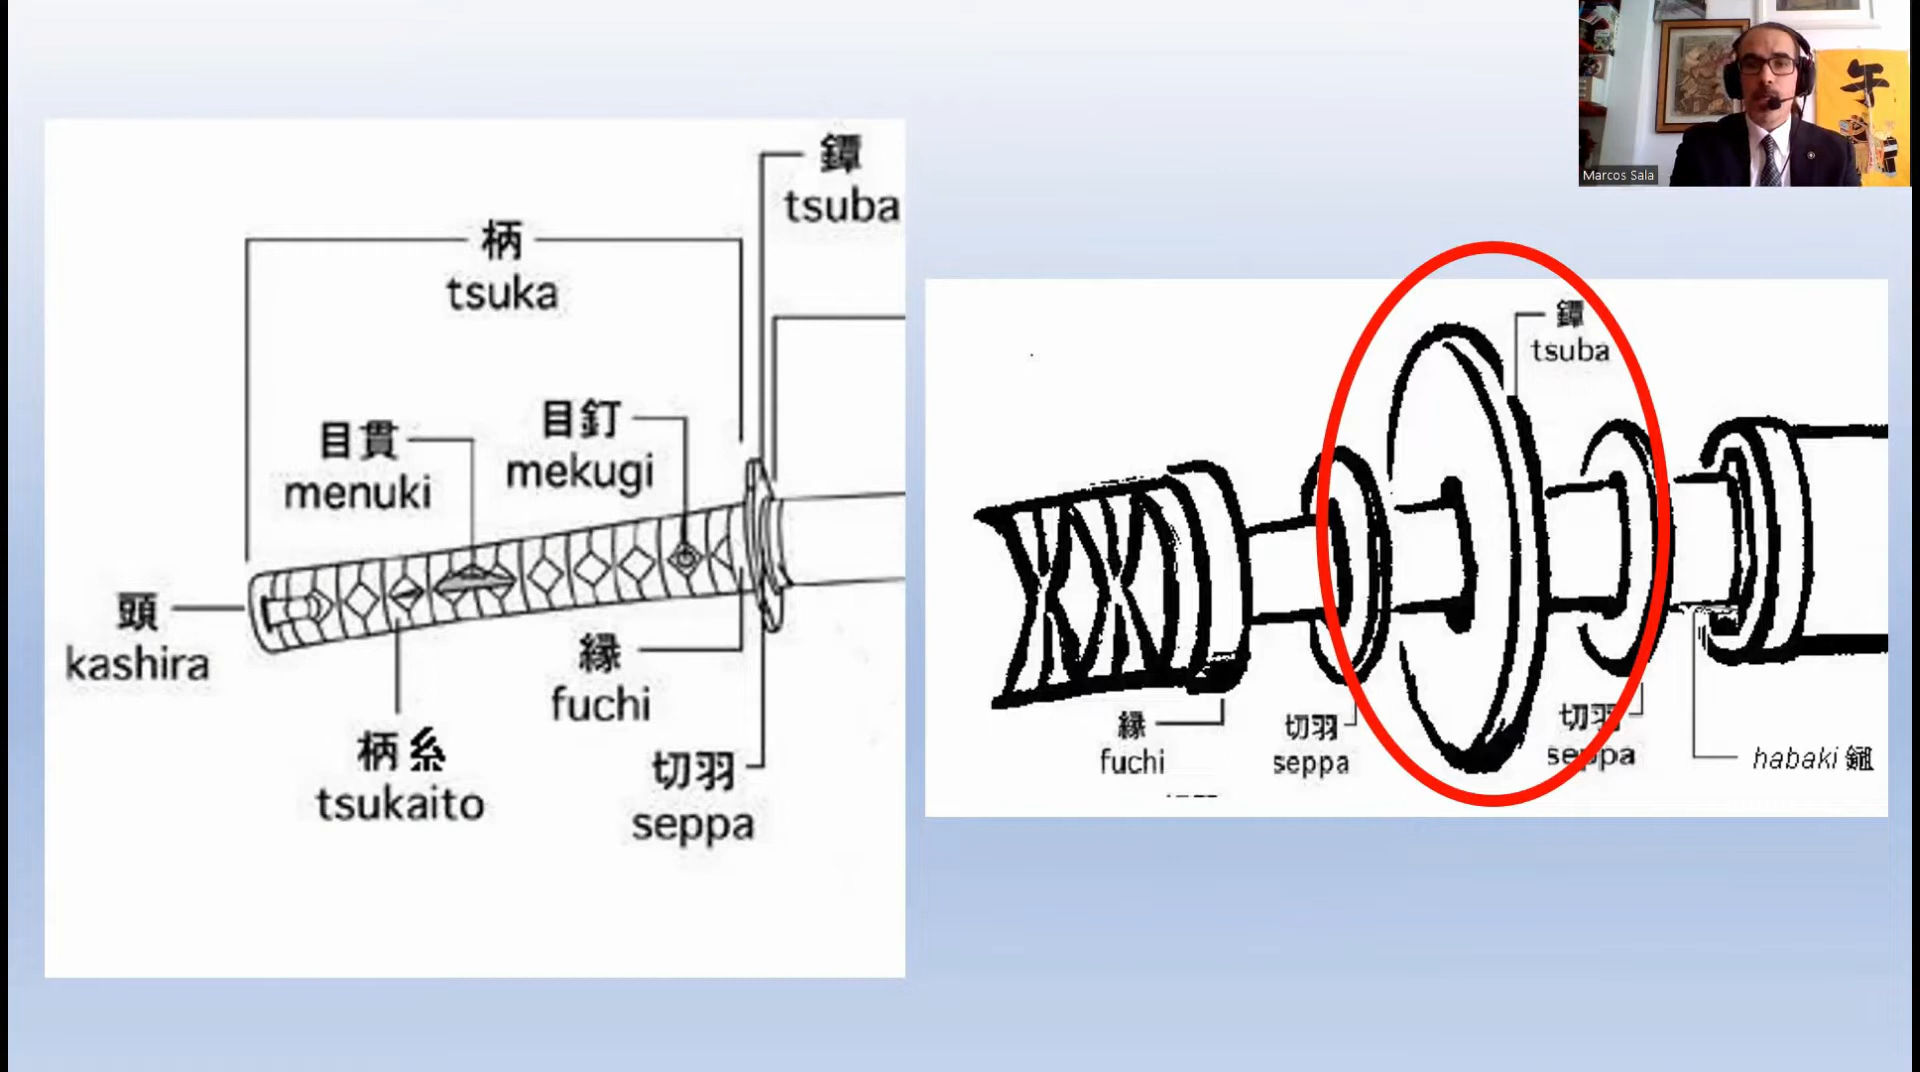 鐔
tsuba
柄
tsuka
目貫
menuki
目釘
mekugi
頭
kashira
縁
fuchi
柄糸
tsukaito
切羽
seppa
鐔
tsuba
縁
fuchi
切羽
seppa
切羽
seppa
habaki
Marcos Sala
午